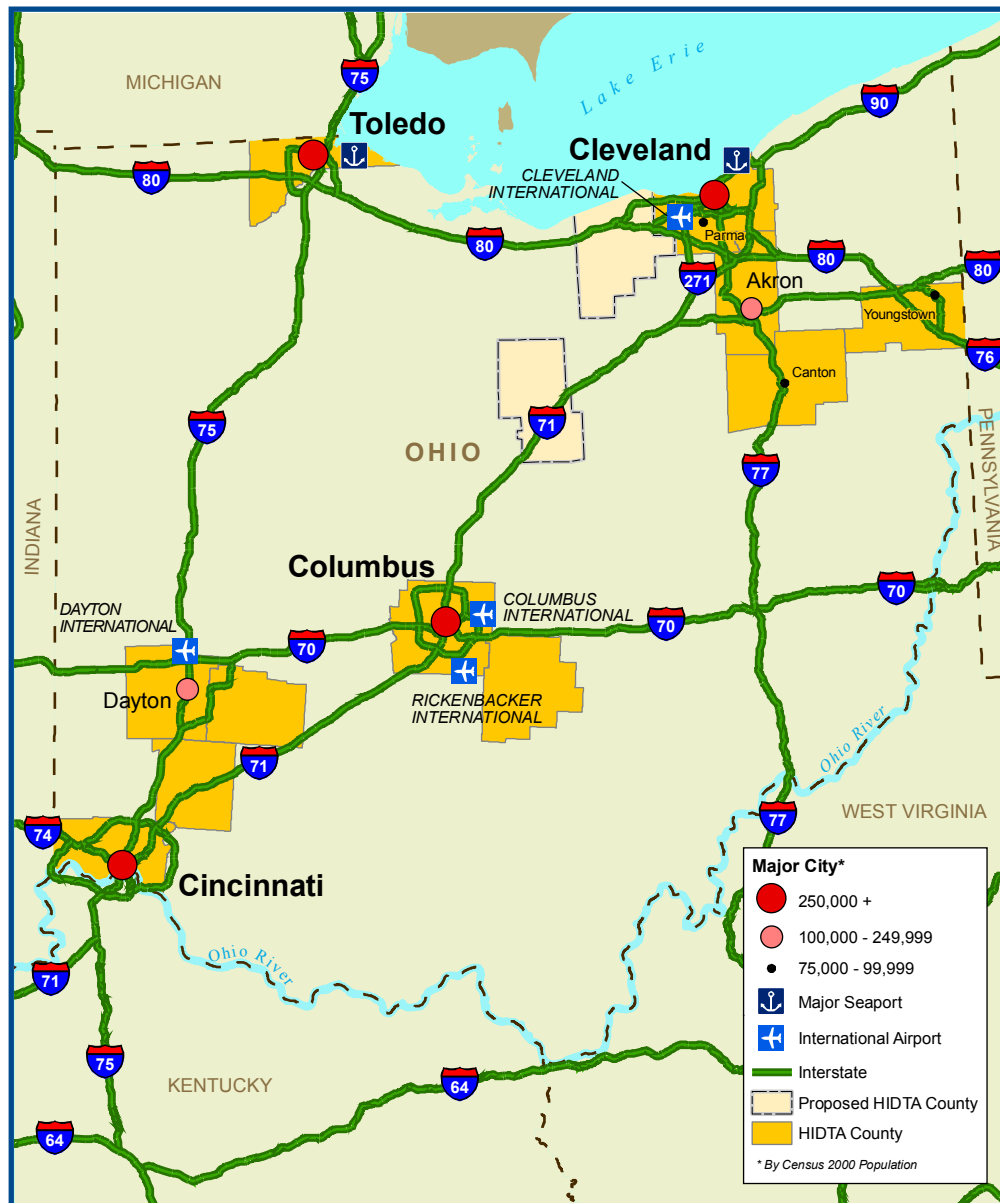 MICHIGAN
75
Lake Erie
90
Toledo
Cleveland
CLEVELAND
INTERNATIONAL
80
Parma
80
80
80
271
Akron
Youngstown
76
Canton
75
71
OHIO
77
PENNSYLVANIA
INDIANA
Columbus
70
DAYTON
INTERNATIONAL
COLUMBUS
INTERNATIONAL
70
70
Dayton
RICKENBACKER
INTERNATIONAL
Ohio River
71
WEST VIRGINIA
74
77
Cincinnati
Ohio River
71
75
KENTUCKY
64
64
Major City*
250,000 +
100,000 - 249,999
75,000 - 99,999
Major Seaport
International Airport
Interstate
Proposed HIDTA County
HIDTA County
* By Census 2000 Population